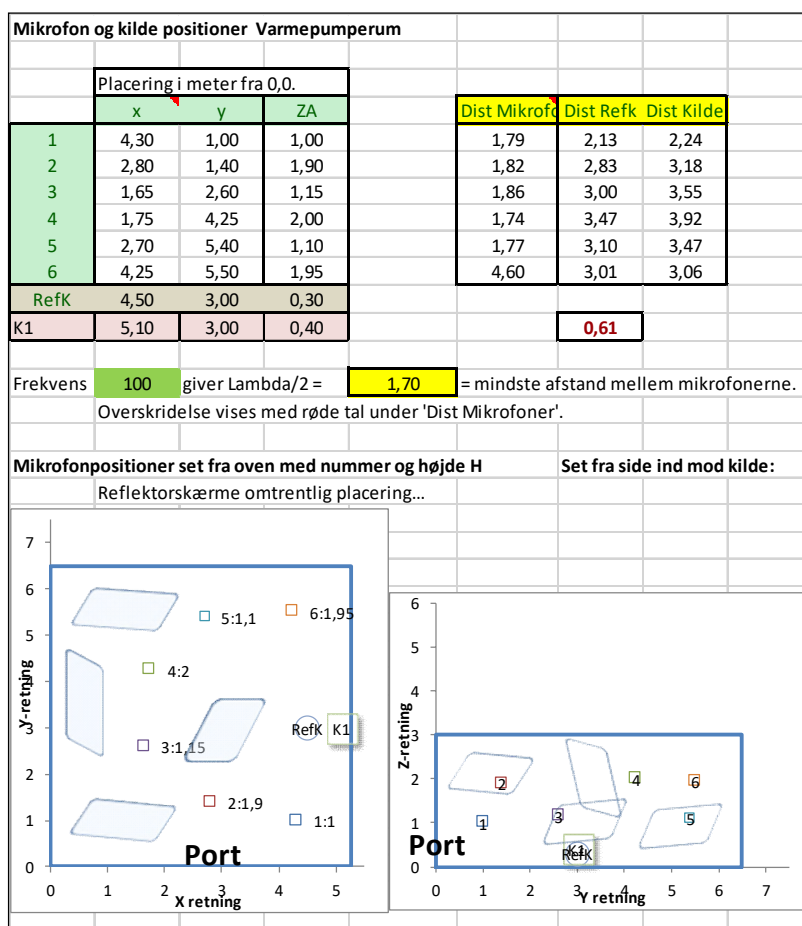 Mikrofon og kilde positioner Varmepumperum
Placering i meter fra 0,0.
x y ZA Dist Mikrofo Dist Refk Dist Kilde
1 4,30 1,00 1,00 1,79 2,13 2,24
2 2,80 1,40 1,90 1,82 2,83 3,18
3 1,65 2,60 1,15 1,86 3,00 3,55
4 1,75 4,25 2,00 1,74 3,47 3,92
5 2,70 5,40 1,10 1,77 3,10 3,47
6 4,25 5,50 1,95 4,60 3,01 3,06
RefK 4,50 3,00 0,30
K1 5,10 3,00 0,40 0,61
Frekvens 100 giver Lambda/2 = 1,70 = mindste afstand mellem mikrofonerne.
Overskridelse vises med røde tal under 'Dist Mikrofoner'.
Mikrofonpositioner set fra oven med nummer og højde H Set fra side ind mod kilde:
Reflektorskærme omtrentlig placering...
7
6
5
4
3
2
1
0
Y-retning
5:1,1 6:1,95
4:2
RefK K1
3:1,15
2:1,9
1:1
Port
0 1 2 3 4 5
X retning
6
5
4
3
2
1
0
Z-retning
2 4 6
1 3 5
Port
K1
RefK
0 1 2 3 4 5 6 7
Y retning